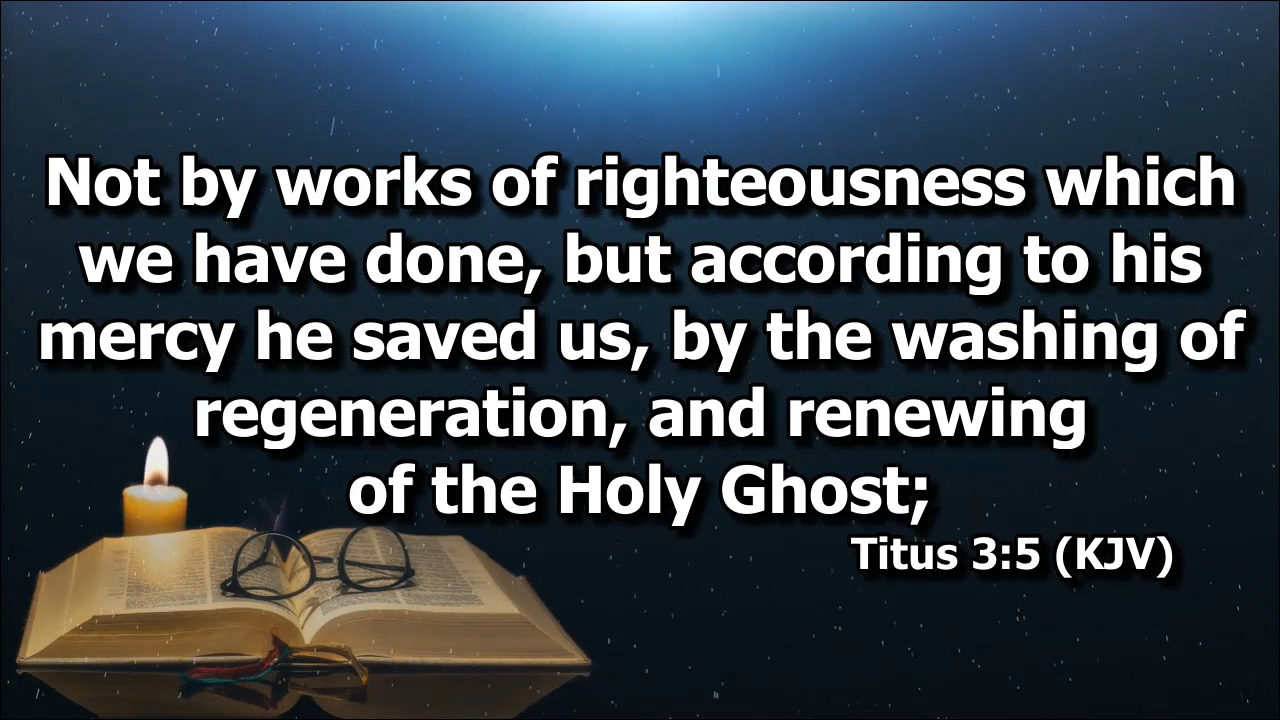 Not by works of righteousness which
we have done, but according to his
mercy he saved us, by the washing of
regeneration, and renewing
of the Holy Ghost;
Titus 3:5 (KJV)